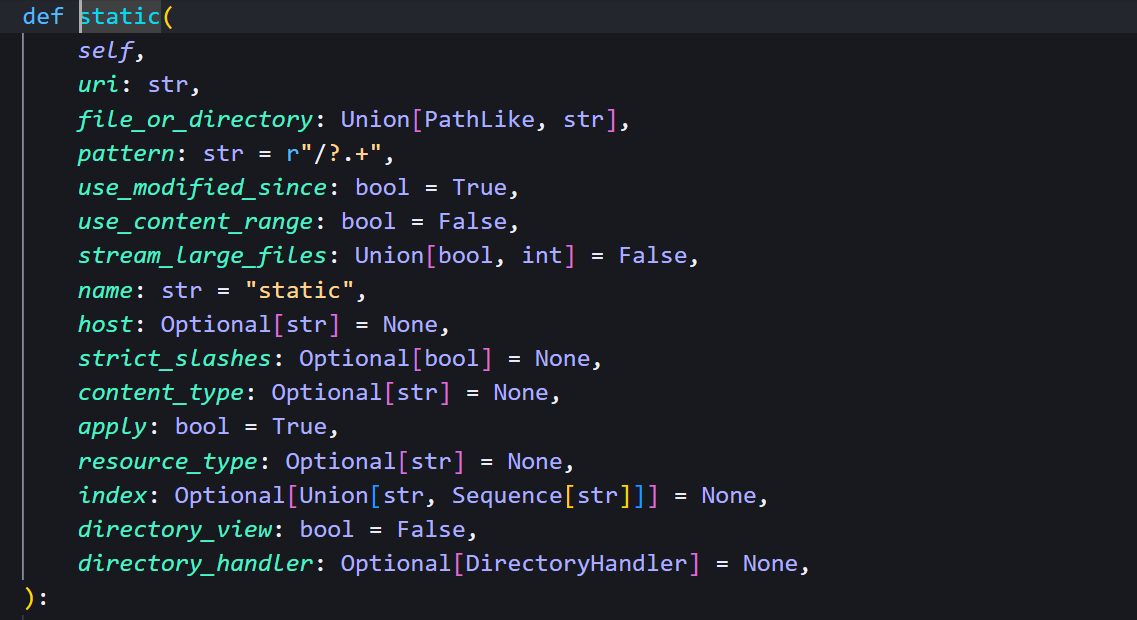 def static(
    self,
    uri: str,
    file_or_directory: Union[PathLike, str],
    pattern: str = r"/?.+",
    use_modified_since: bool = True,
    use_content_range: bool = False,
    stream_large_files: Union[bool, int] = False,
    name: str = "static",
    host: Optional[str] = None,
    strict_slashes: Optional[bool] = None,
    content_type: Optional[str] = None,
    apply: bool = True,
    resource_type: Optional[str] = None,
    index: Optional[Union[str, Sequence[str]]] = None,
    directory_view: bool = False,
    directory_handler: Optional[DirectoryHandler] = None,
):